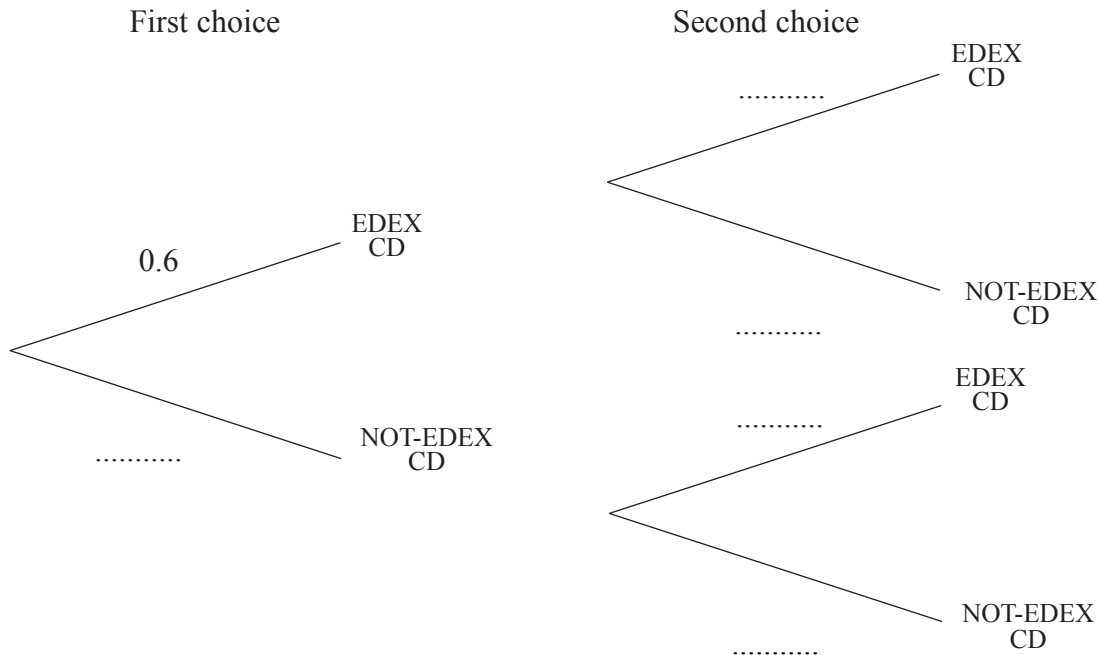 First choice
Second choice
EDEX
CD
...........
EDEX
CD
0.6
NOT-EDEX
CD
...........
EDEX
CD
...........
NOT-EDEX
CD
...........
NOT-EDEX
CD
...........